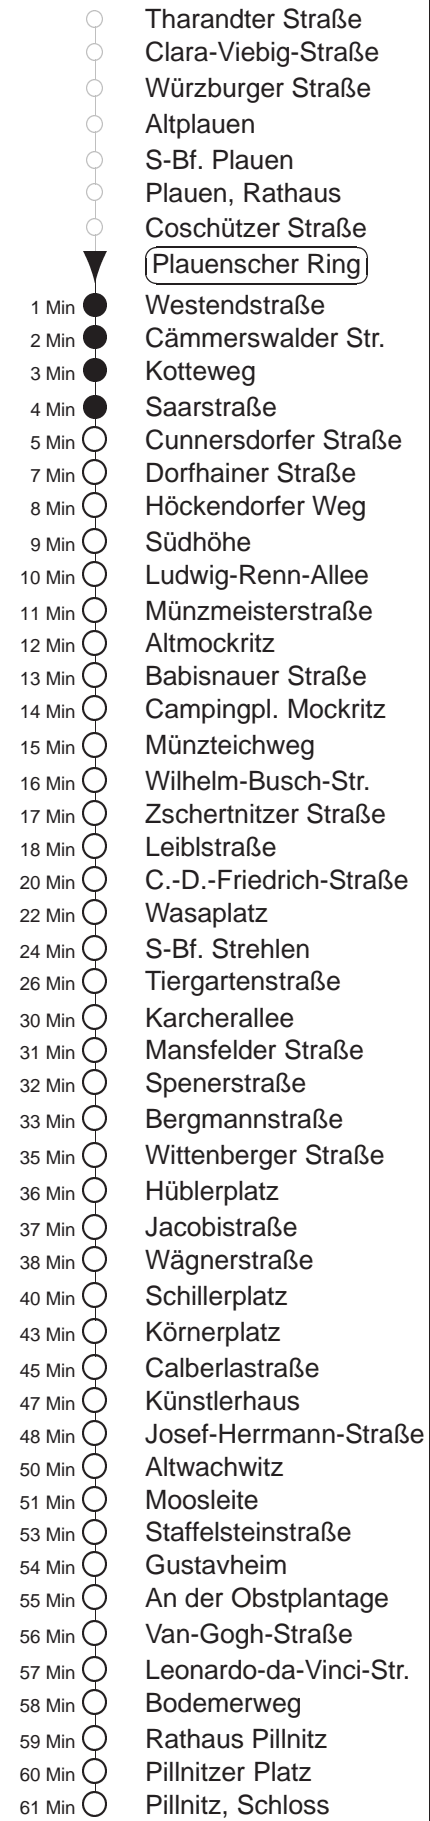 Tharandter Straße
Clara-Viebig-Straße
Würzburger Straße
Altplauen
S-Bf. Plauen
Plauen, Rathaus
Coschützer Straße
Plauenscher Ring
1 Min Westendstraße
2 Min Cämmerswalder Str.
3 Min Kotteweg
4 Min Saarstraße
5 Min Cunnersdorfer Straße
7 Min Dorfhainer Straße
8 Min Höckendorfer Weg
9 Min Südhöhe
10 Min Ludwig-Renn-Allee
11 Min Münzmeisterstraße
12 Min Altmockritz
13 Min Babisnauer Straße
14 Min Campingpl. Mockritz
15 Min Münzteichweg
16 Min Wilhelm-Busch-Str.
17 Min Zschertnitzer Straße
18 Min Leiblstraße
20 Min C.-D.-Friedrich-Straße
22 Min Wasaplatz
24 Min S-Bf. Strehlen
26 Min Tiergartenstraße
30 Min Karcherallee
31 Min Mansfelder Straße
32 Min Spenerstraße
33 Min Bergmannstraße
35 Min Wittenberger Straße
36 Min Hüblerplatz
37 Min Jacobistraße
38 Min Wägnerstraße
40 Min Schillerplatz
43 Min Körnerplatz
45 Min Calberlastraße
47 Min Künstlerhaus
48 Min Josef-Herrmann-Straße
50 Min Altwachwitz
51 Min Moosleite
53 Min Staffelsteinstraße
54 Min Gustavheim
55 Min An der Obstplantage
56 Min Van-Gogh-Straße
57 Min Leonardo-da-Vinci-Str.
58 Min Bodemerweg
59 Min Rathaus Pillnitz
60 Min Pillnitzer Platz
61 Min Pillnitz, Schloss